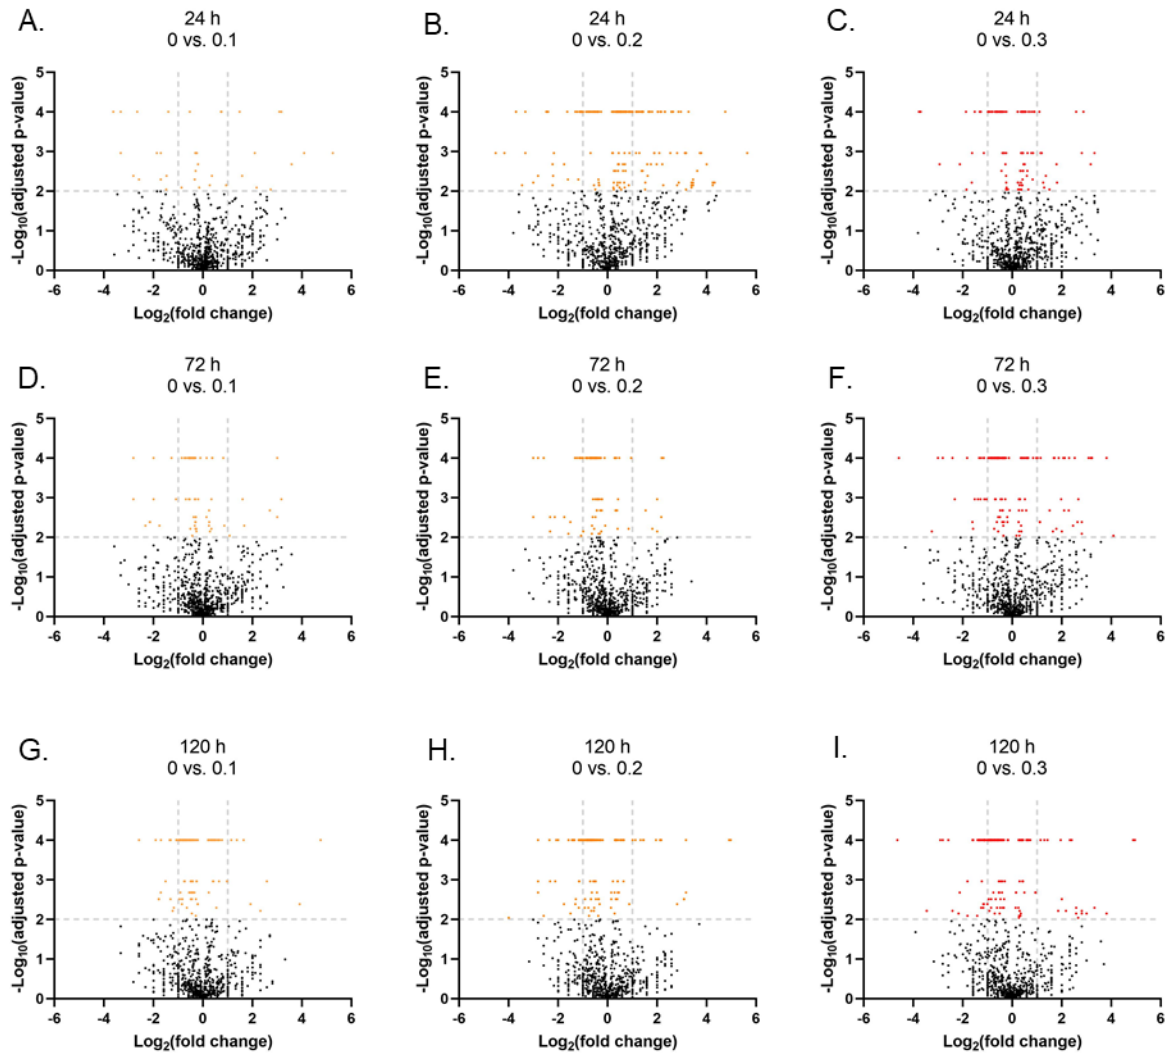 A.
24 h
0 vs. 0.1
-Log10(adjusted p-value)
5
4
3
2
1
0
-6 -4 -2 0 2 4 6
Log2(fold change)
B.
24 h
0 vs. 0.2
-Log10(adjusted p-value)
5
4
3
2
1
0
-6 -4 -2 0 2 4 6
Log2(fold change)
C.
24 h
0 vs. 0.3
-Log10(adjusted p-value)
5
4
3
2
1
0
-6 -4 -2 0 2 4 6
Log2(fold change)
D.
72 h
0 vs. 0.1
-Log10(adjusted p-value)
5
4
3
2
1
0
-6 -4 -2 0 2 4 6
Log2(fold change)
E.
72 h
0 vs. 0.2
-Log10(adjusted p-value)
5
4
3
2
1
0
-6 -4 -2 0 2 4 6
Log2(fold change)
F.
72 h
0 vs. 0.3
-Log10(adjusted p-value)
5
4
3
2
1
0
-6 -4 -2 0 2 4 6
Log2(fold change)
G.
120 h
0 vs. 0.1
-Log10(adjusted p-value)
5
4
3
2
1
0
-6 -4 -2 0 2 4 6
Log2(fold change)
H.
120 h
0 vs. 0.2
-Log10(adjusted p-value)
5
4
3
2
1
0
-6 -4 -2 0 2 4 6
Log2(fold change)
I.
120 h
0 vs. 0.3
-Log10(adjusted p-value)
5
4
3
2
1
0
-6 -4 -2 0 2 4 6
Log2(fold change)